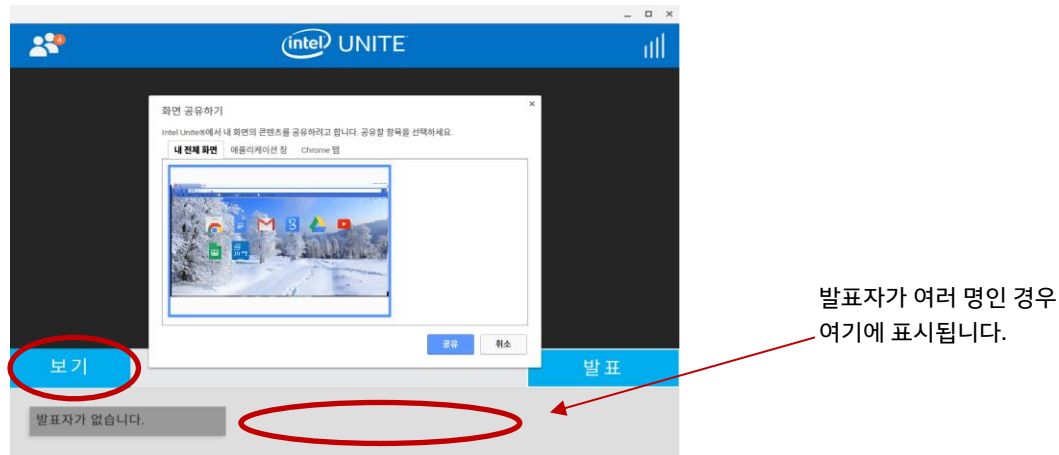 4
intel UNITE
화면 공유하기
Intel Unite®에서 내 화면의 콘텐츠를 공유하려고 합니다. 공유할 항목을 선택하세요.
내 전체 화면 애플리케이션 창 Chrome 탭
공유 취소
보기
발표
발표자가 없습니다.
발표자가 여러 명인 경우
여기에 표시됩니다.